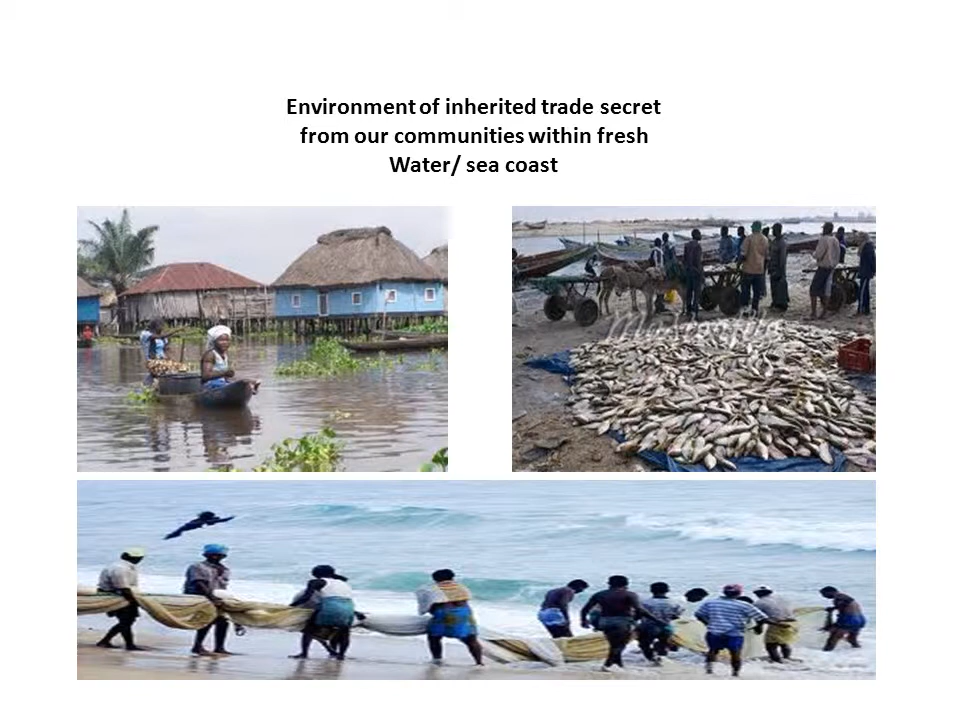 Environment of inherited trade secret
from our communities within fresh
Water/ sea coast